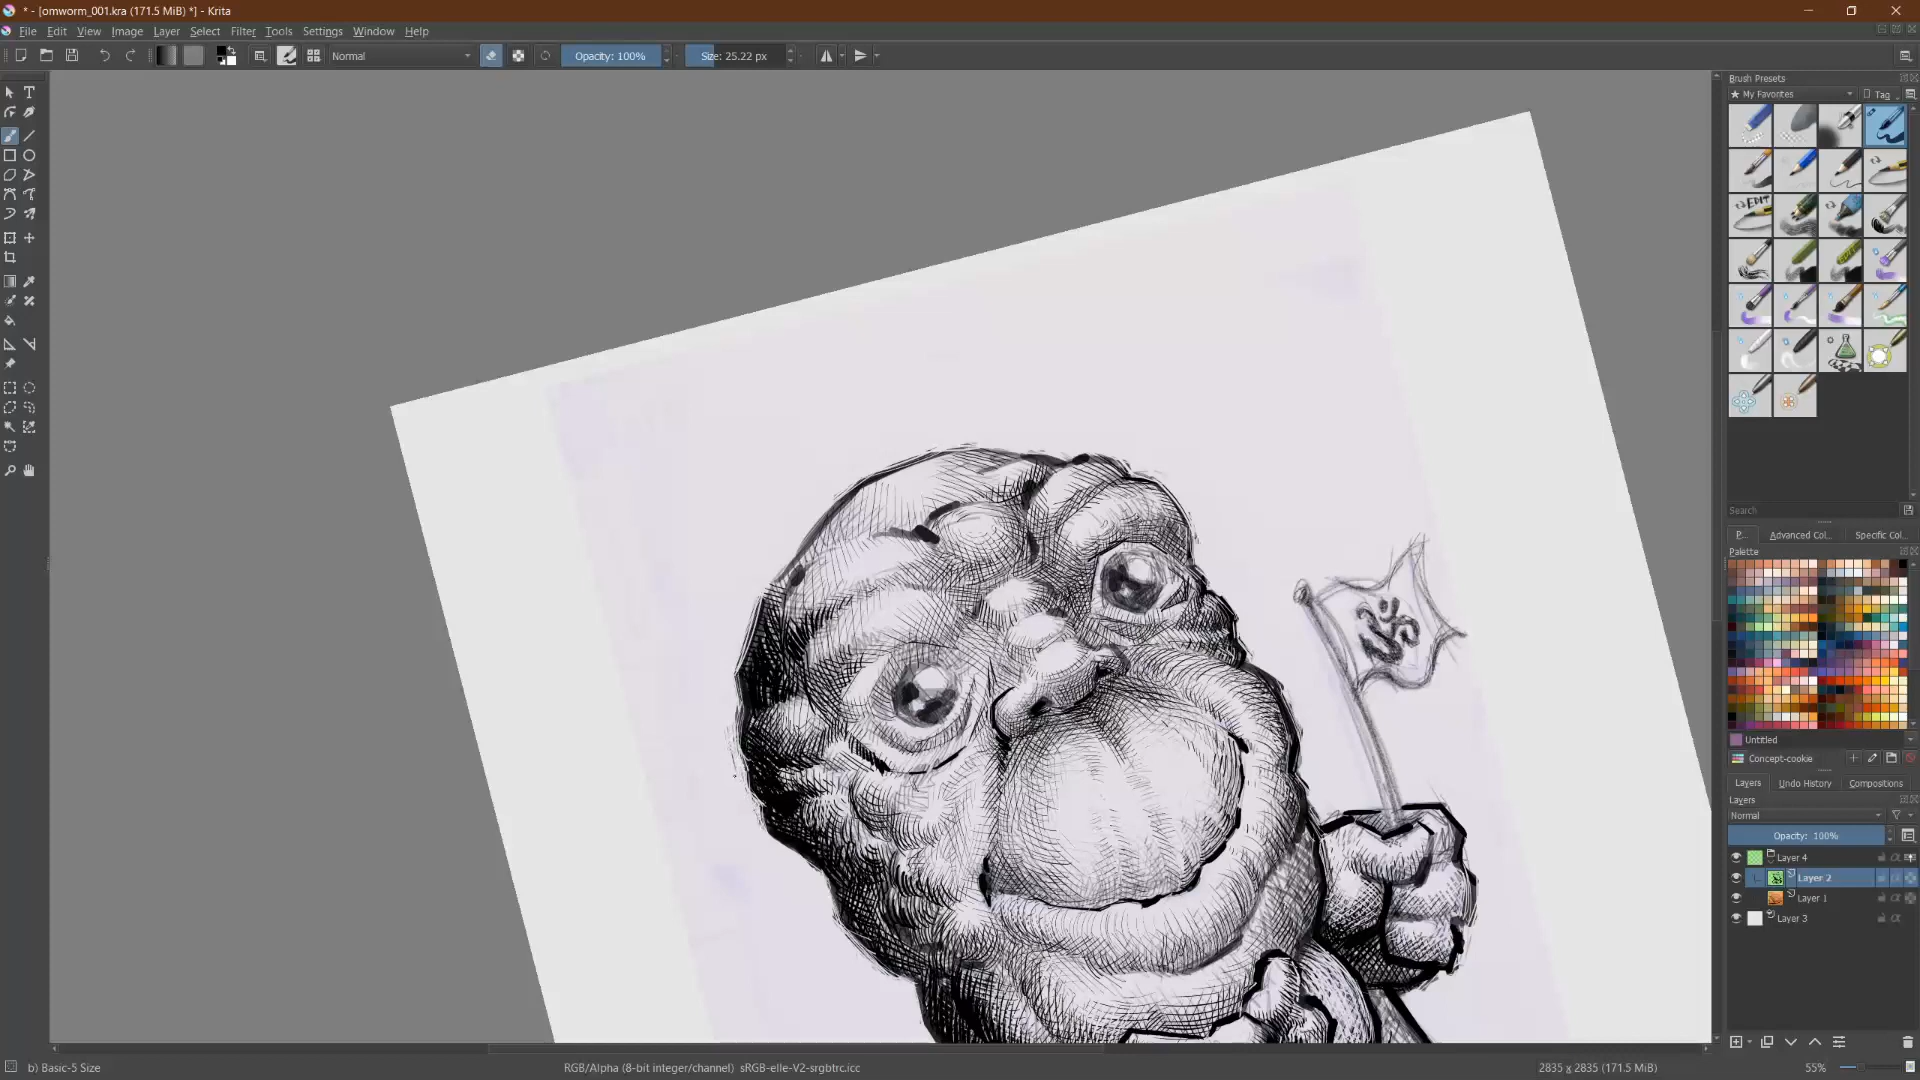 * - [omworm_001.kra (171.5 MiB) *] - Krita
File Edit View Image Layer Select Filter Tools Settings Window Help
Normal Opacity: 100% Size: 25.22 px
Brush Presets
★ My Favorites Tag
EDIT
ॐ
Search
P... Advanced Col... Specific Col...
Palette
Untitled
Concept-cookie
Layers Undo History Compositions
Layers
Normal
Opacity: 100%
Layer 4
Layer 2
Layer 1
Layer 3
b) Basic-5 Size RGB/Alpha (8-bit integer/channel) sRGB-elle-V2-srgbtrc.icc 2835 x 2835 (171.5 MiB) 55%